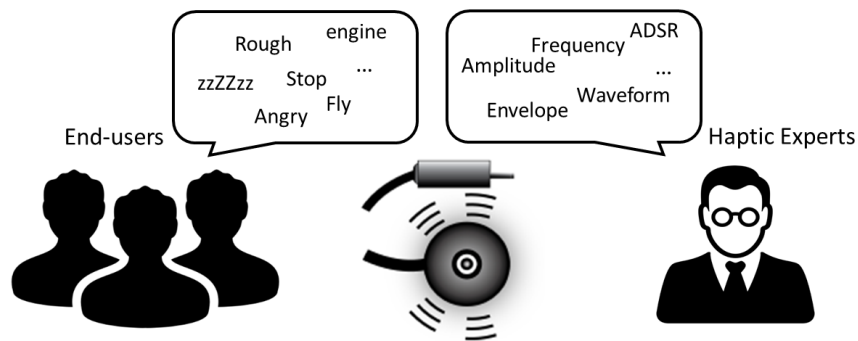 Rough
engine
zzZZzz
Stop
...
Angry
Fly
ADSR
Frequency
Amplitude
...
Waveform
Envelope
End-users
Haptic Experts